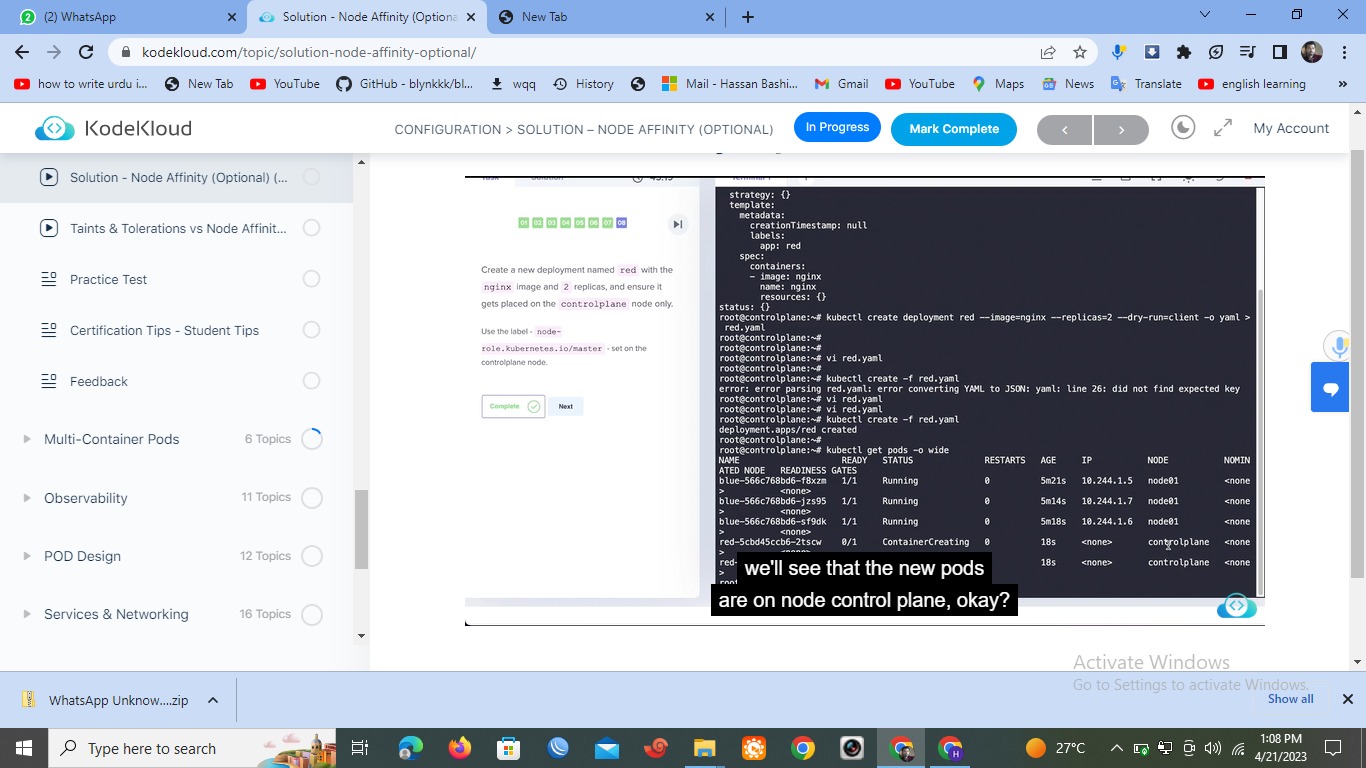 (2) WhatsApp
Solution - Node Affinity (Optiona
New Tab
kodekloud.com/topic/solution-node-affinity-optional/
how to write urdu i...
New Tab
YouTube
GitHub - blynkkk/bl...
wqq
History
Mail - Hassan Bashi...
Gmail
YouTube
Maps
News
Translate
english learning
»
KodeKloud
CONFIGURATION > SOLUTION – NODE AFFINITY (OPTIONAL)
In Progress
Mark Complete
<
>
My Account
Solution - Node Affinity (Optional) (...
Taints & Tolerations vs Node Affinit...
Practice Test
Certification Tips - Student Tips
Feedback
Multi-Container Pods
6 Topics
Observability
11 Topics
POD Design
12 Topics
Services & Networking
16 Topics
01 02 03 04 05 06 07 08
Create a new deployment named red with the
nginx image and 2 replicas, and ensure it
gets placed on the controlplane node only.
Use the label - node-
role.kubernetes.io/master - set on the
controlplane node.
Complete
Next
strategy: {}
template:
metadata:
creationTimestamp: null
labels:
app: red
spec:
containers:
- image: nginx
name: nginx
resources: {}
status: {}
root@controlplane:~# kubectl create deployment red --image=nginx --replicas=2 --dry-run=client -o yaml >
red.yaml
root@controlplane:~#
root@controlplane:~#
root@controlplane:~# vi red.yaml
root@controlplane:~#
root@controlplane:~# kubectl create -f red.yaml
error: error parsing red.yaml: error converting YAML to JSON: yaml: line 26: did not find expected key
root@controlplane:~# vi red.yaml
root@controlplane:~# vi red.yaml
root@controlplane:~# kubectl create -f red.yaml
deployment.apps/red created
root@controlplane:~#
root@controlplane:~# kubectl get pods -o wide
NAME READY STATUS RESTARTS AGE IP NODE NOMIN
ATED NODE READINESS GATES
blue-566c768bd6-f8xzm 1/1 Running 0 5m21s 10.244.1.5 node01 <none
> <none>
blue-566c768bd6-jzs95 1/1 Running 0 5m14s 10.244.1.7 node01 <none
> <none>
blue-566c768bd6-sf9dk 1/1 Running 0 5m18s 10.244.1.6 node01 <none
> <none>
red-5cbd45ccb6-2tscw 0/1 ContainerCreating 0 18s <none> controlplane <none
>
red- 18s <none> controlplane <none
>
we'll see that the new pods
are on node control plane, okay?
Activate Windows
Go to Settings to activate Windows.
WhatsApp Unknow....zip
Show all
Type here to search
27°C
1:08 PM
4/21/2023